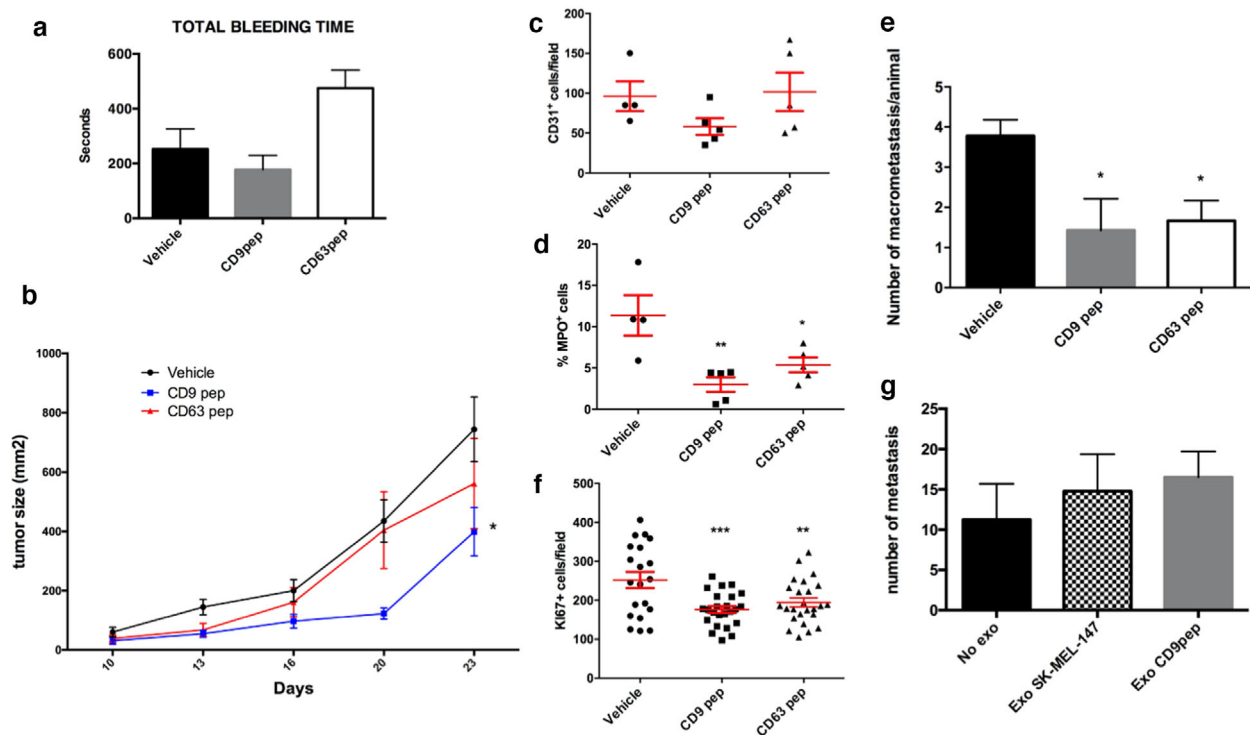 a
TOTAL BLEEDING TIME
Seconds
600
400
200
0
Vehicle
CD9pep
CD63pep
b
tumor size (mm2)
1000
800
600
400
200
0
Vehicle
CD9 pep
CD63 pep
*
10
13
16
20
23
Days
c
CD31+ cells/field
200
150
100
50
0
Vehicle
CD9 pep
CD63 pep
d
% MPO+ cells
20
15
10
5
0
**
*
Vehicle
CD9 pep
CD63 pep
f
KI67+ cells/field
500
400
300
200
100
0
***
**
Vehicle
CD9 pep
CD63 pep
e
Number of macrometastasis/animal
5
4
3
2
1
0
*
*
Vehicle
CD9 pep
CD63 pep
g
number of metastasis
25
20
15
10
5
0
No exo
Exo SK-MEL-147
Exo CD9pep